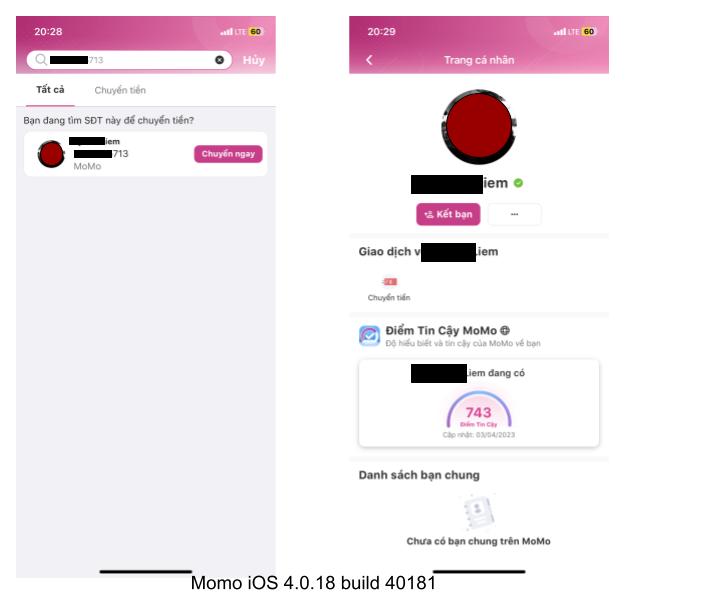 20:28
LTE 60
713
Hủy
Tất cả
Chuyển tiền
Bạn đang tìm SĐT này để chuyển tiền?
iem
713
MoMo
Chuyển ngay
20:29
LTE 60
Trang cá nhân
iem
Kết bạn
...
Giao dịch v iem
Chuyển tiền
Điểm Tin Cậy MoMo
Độ hiểu biết và tin cậy của MoMo về bạn
iem đang có
743
Điểm Tin Cậy
Cập nhật: 03/04/2023
Danh sách bạn chung
Chưa có bạn chung trên MoMo
Momo iOS 4.0.18 build 40181